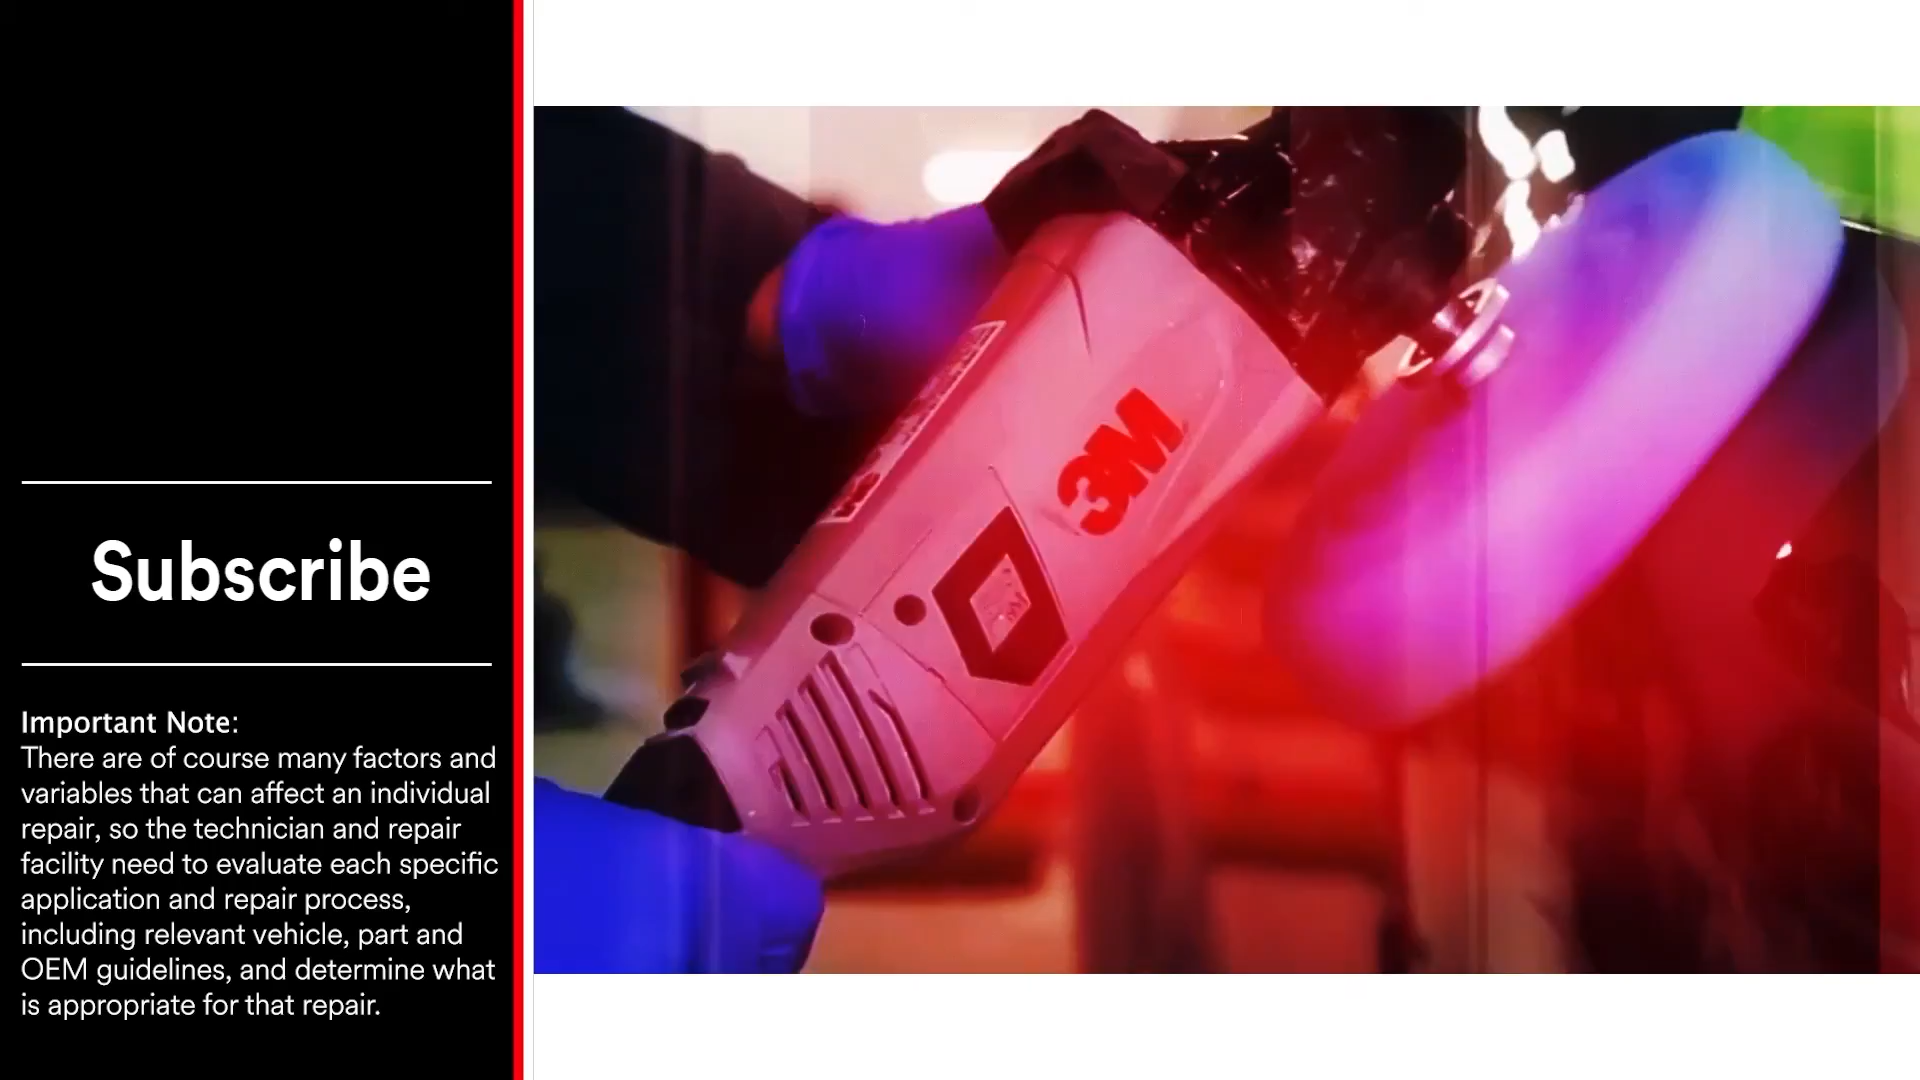 Subscribe
Important Note:
There are of course many factors and
variables that can affect an individual
repair, so the technician and repair
facility need to evaluate each specific
application and repair process,
including relevant vehicle, part and
OEM guidelines, and determine what
is appropriate for that repair.
3M